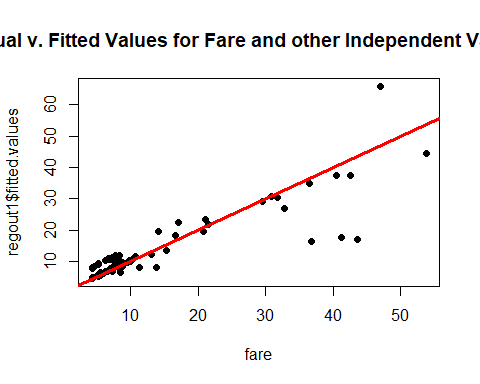 ual v. Fitted Values for Fare and other Independent Va
regout1$fitted.values
60
50
40
30
20
10
10 20 30 40 50
fare